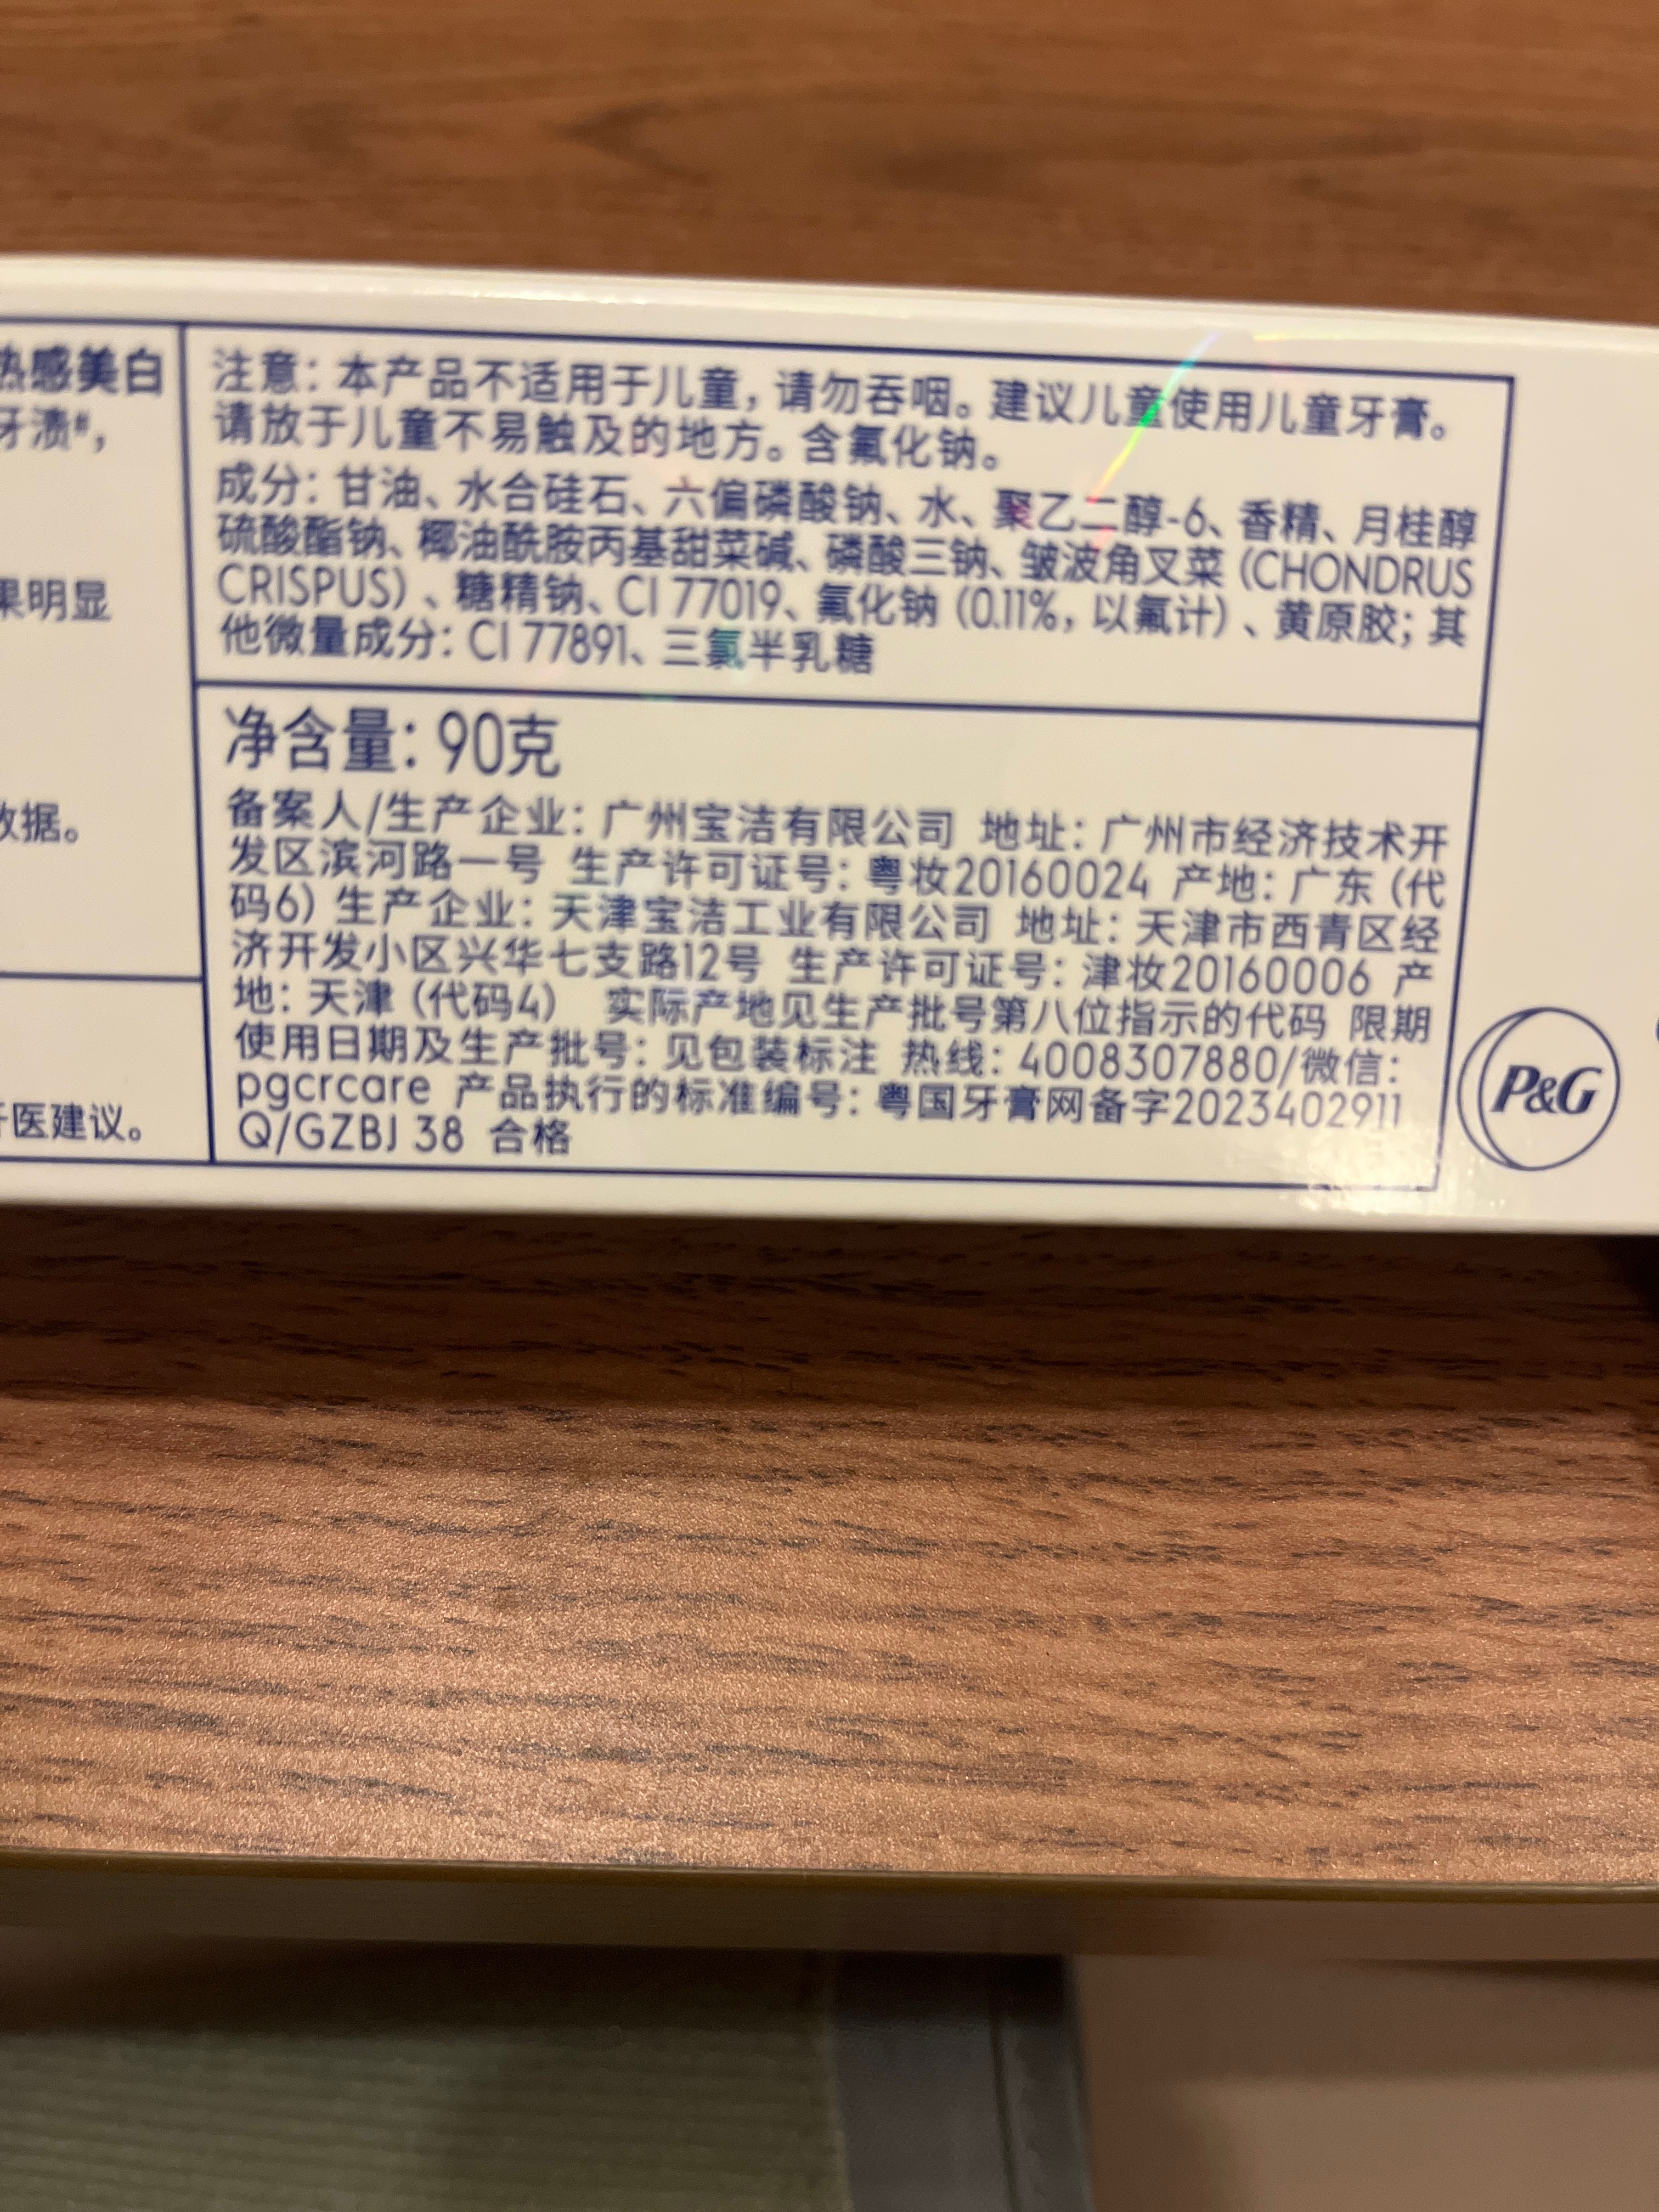 热感美白
牙渍#，
果明显
数据。
牙医建议。
注意：本产品不适用于儿童，请勿吞咽。建议儿童使用儿童牙膏。
请放于儿童不易触及的地方。含氟化钠。
成分：甘油、水合硅石、六偏磷酸钠、水、聚乙二醇-6、香精、月桂醇
硫酸酯钠、椰油酰胺丙基甜菜碱、磷酸三钠、皱波角叉菜（CHONDRUS
CRISPUS）、糖精钠、CI 77019、氟化钠（0.11%，以氟计）、黄原胶；其
他微量成分：CI 77891、三氯半乳糖
净含量：90克
备案人/生产企业：广州宝洁有限公司 地址：广州市经济技术开
发区滨河路一号 生产许可证号：粤妆20160024 产地：广东（代
码6）生产企业：天津宝洁工业有限公司 地址：天津市西青区经
济开发小区兴华七支路12号 生产许可证号：津妆20160006 产
地：天津（代码4） 实际产地见生产批号第八位指示的代码 限期
使用日期及生产批号：见包装标注 热线：4008307880/微信：
pgcrcare 产品执行的标准编号：粤国牙膏网备字2023402911
Q/GZBJ 38 合格
P&G